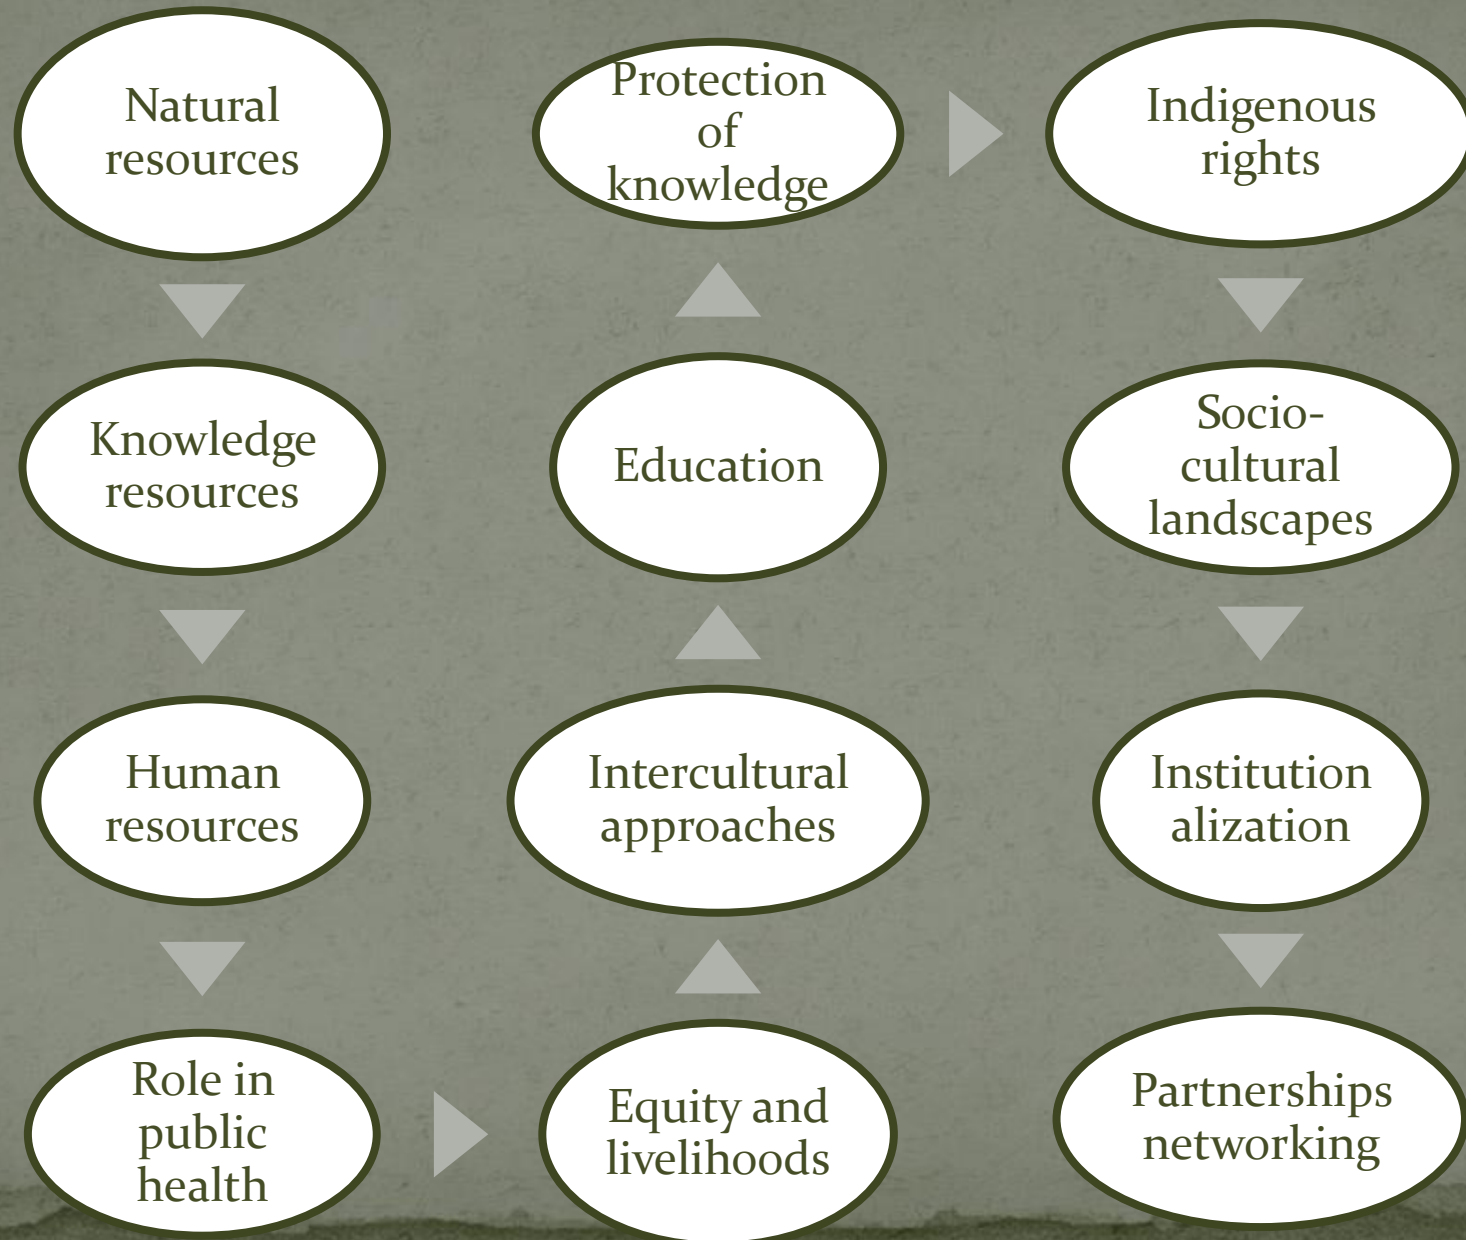 Natural
resources
Knowledge
resources
Human
resources
Role in
public
health
Equity and
livelihoods
Intercultural
approaches
Education
Protection
of
knowledge
Indigenous
rights
Socio-
cultural
landscapes
Institution
alization
Partnerships
networking